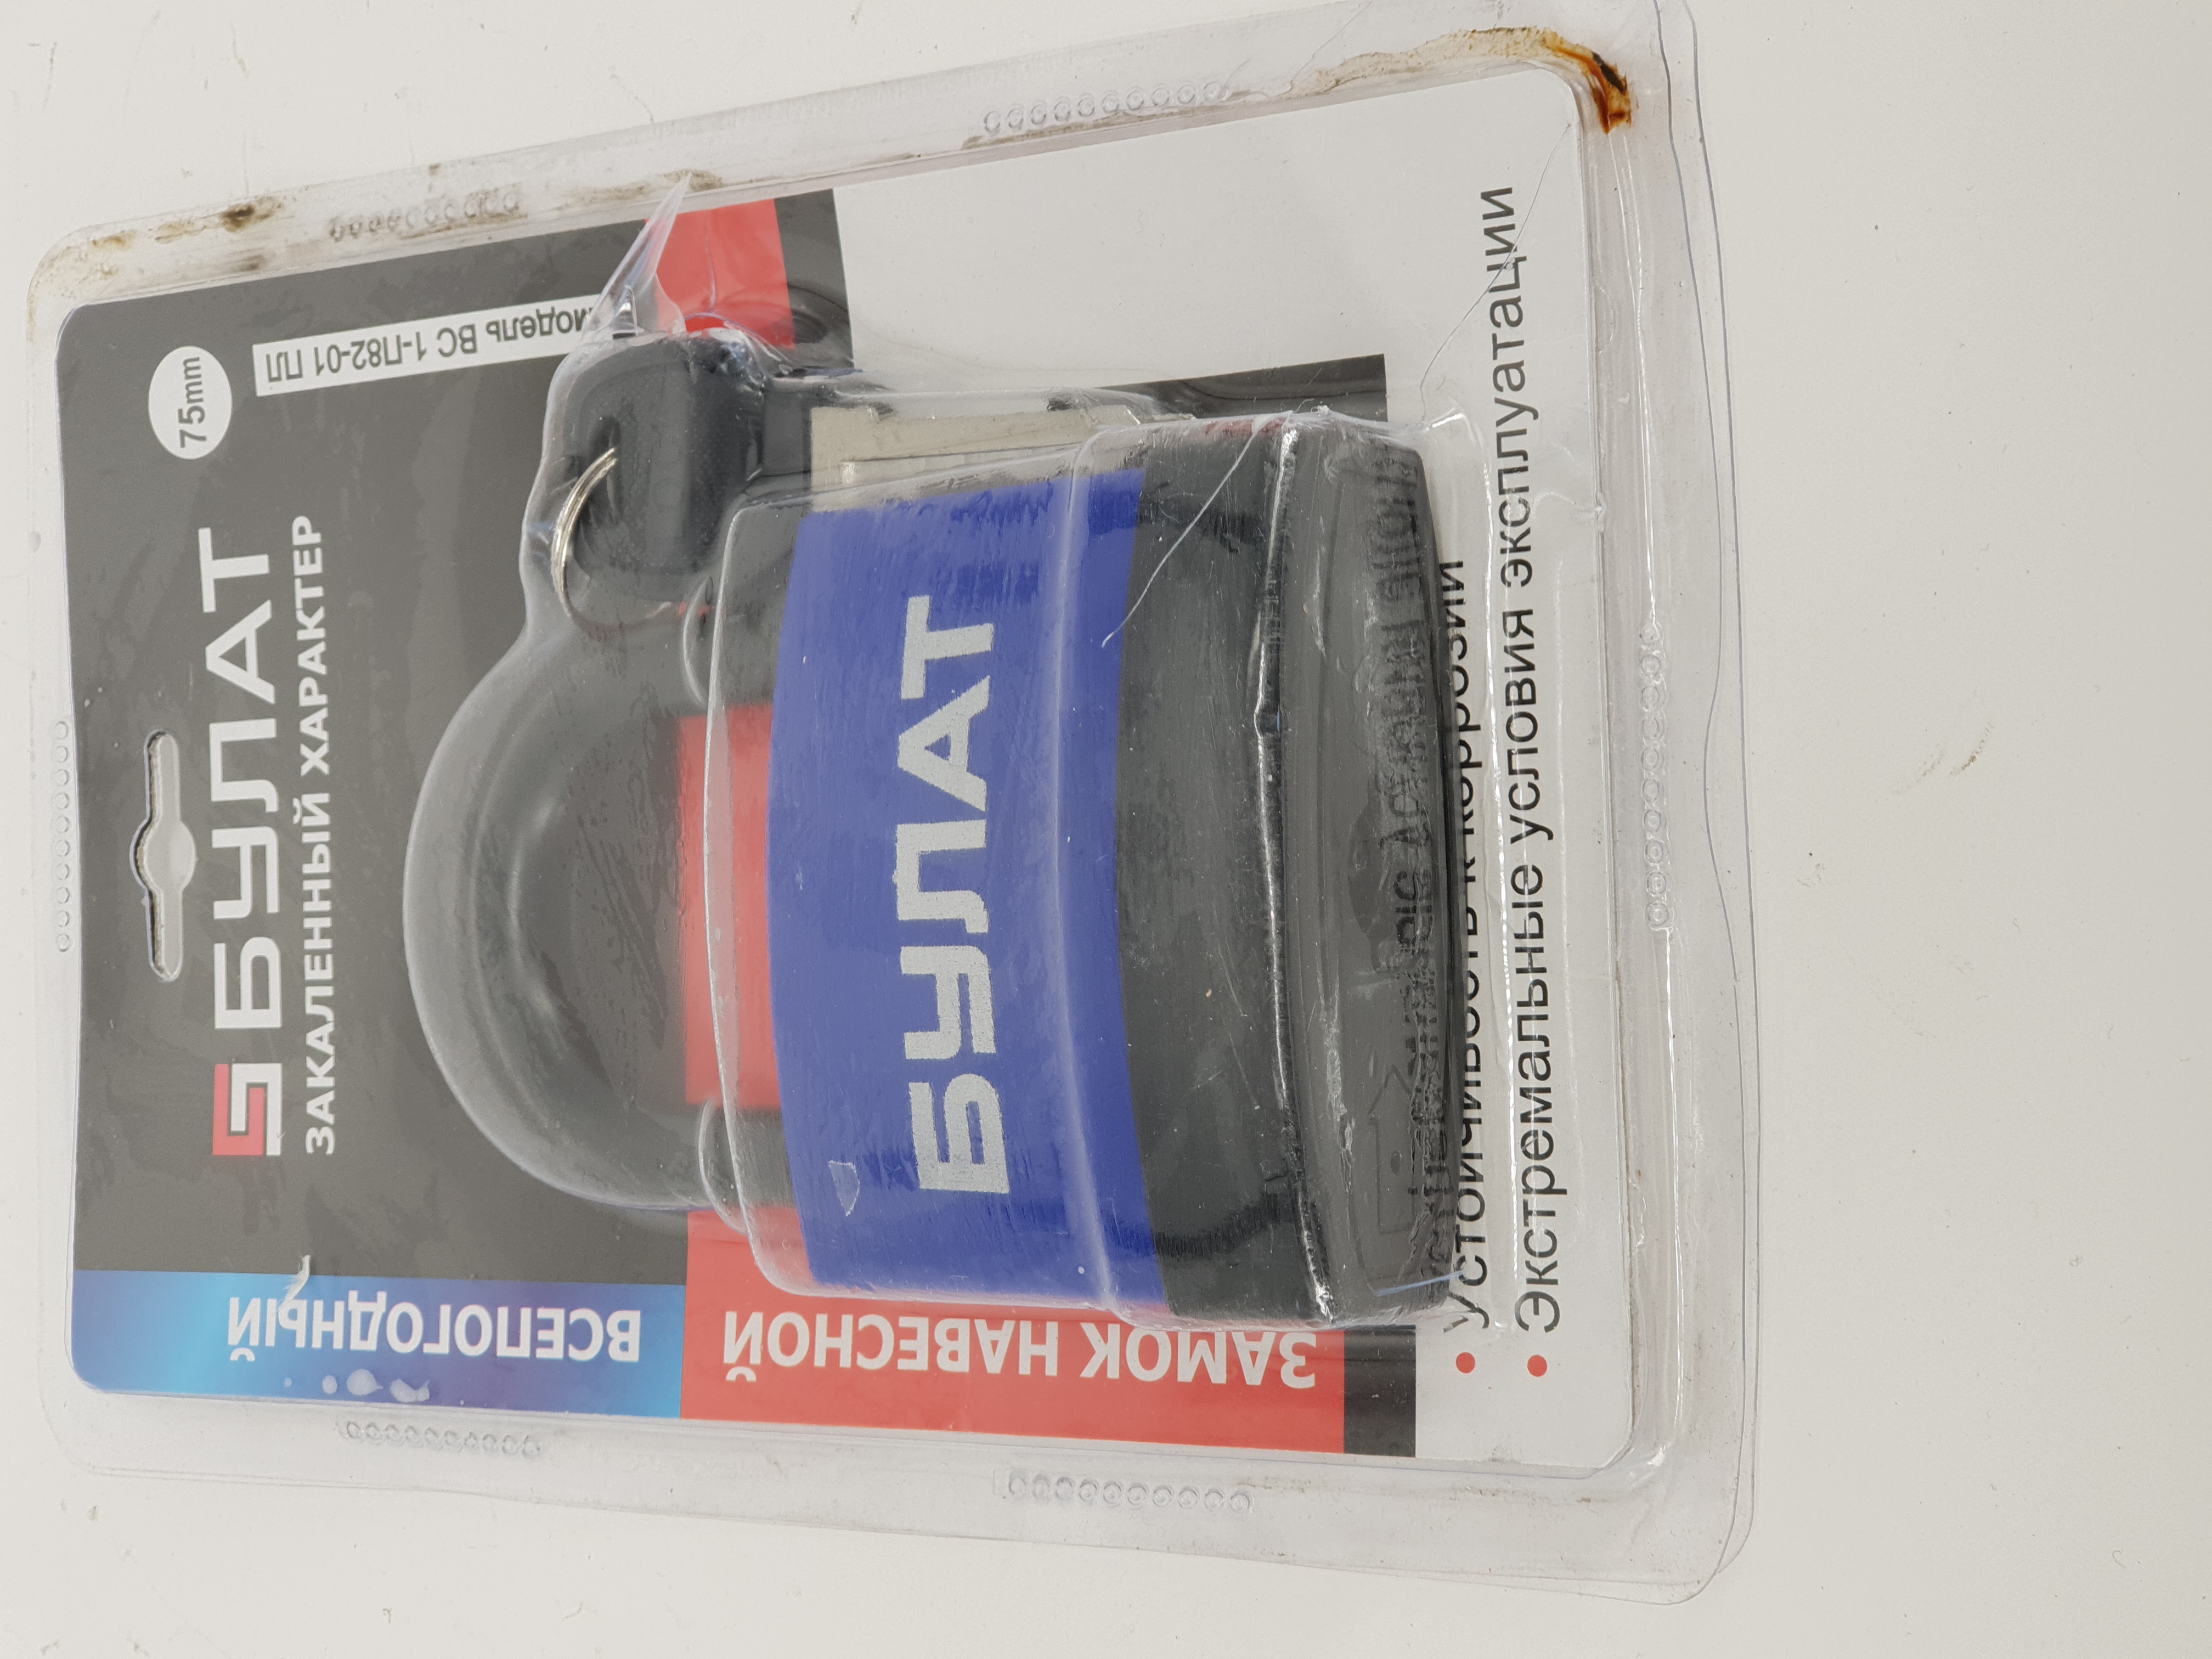 БУЛАТ
ЗАКАЛЕННЫЙ ХАРАКТЕР
75mm
модель ВС 1-П82-01 ПЛ
ВСЕПОГОДНЫЙ
ЗАМОК НАВЕСНОЙ
БУЛАТ
Устойчивость к коррозии
Экстремальные условия эксплуатации